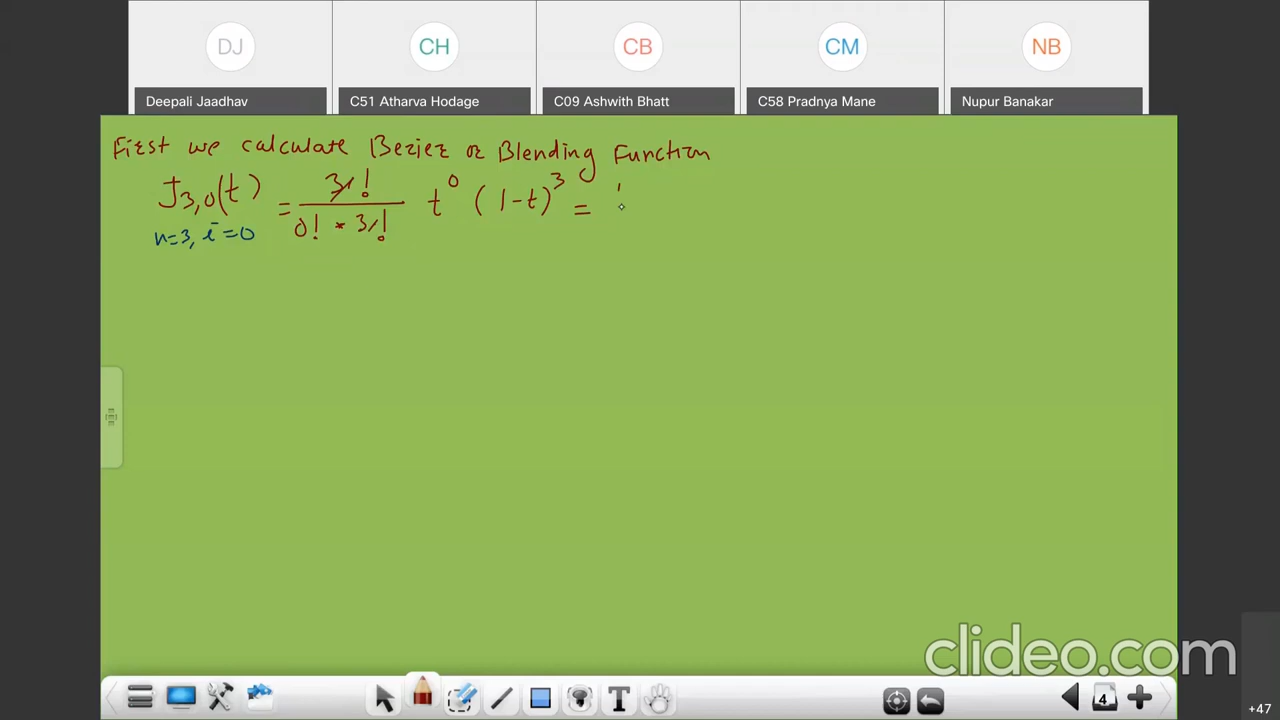 DJ CH CB CM NB
Deepali Jaadhav C51 Atharva Hodage C09 Ashwith Bhatt C58 Pradnya Mane Nupur Banakar
First we calculate Bezier or Blending Function
J3,0(t) = 3! / 0! * 3! t^0 (1-t)^3 =
n=3, i=0
clideo.com
T 4
+47